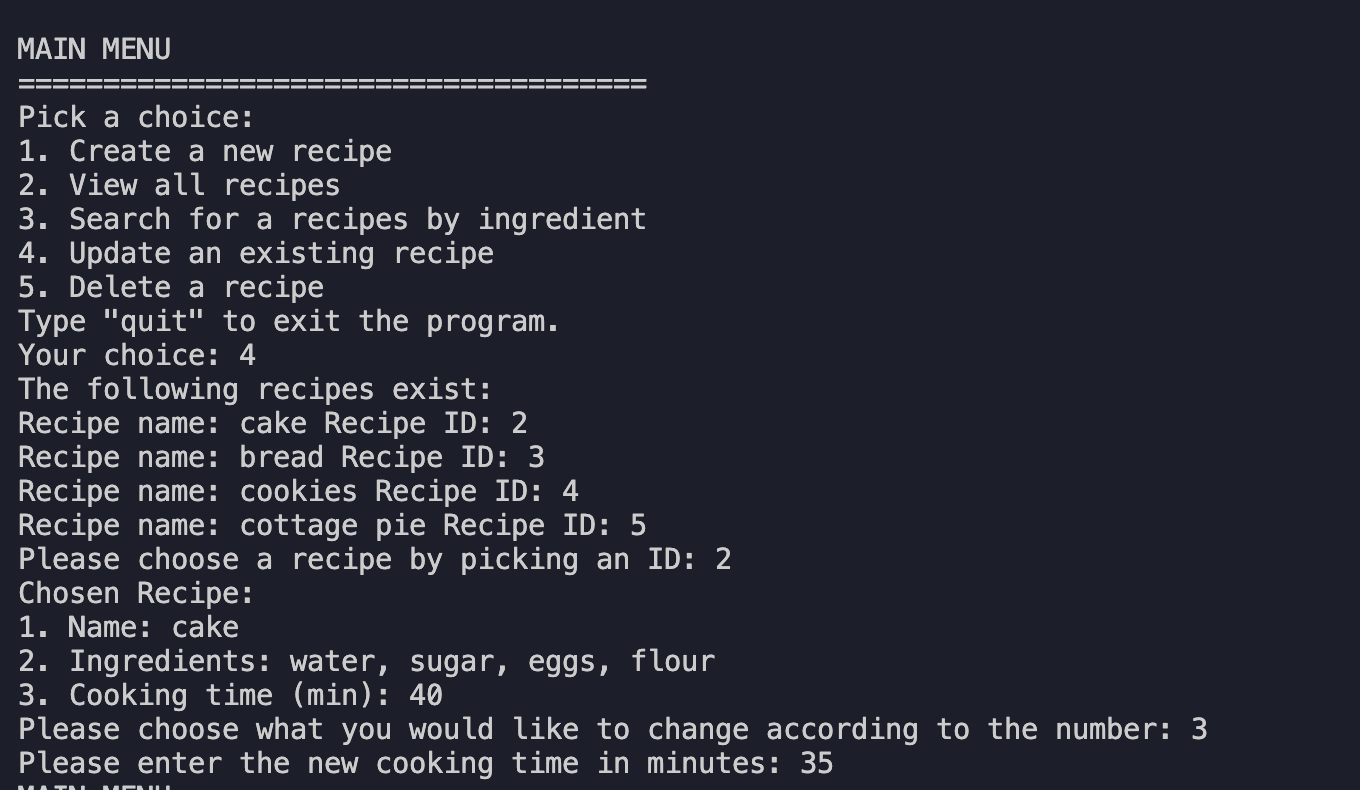 MAIN MENU
=====================================
Pick a choice:
1. Create a new recipe
2. View all recipes
3. Search for a recipes by ingredient
4. Update an existing recipe
5. Delete a recipe
Type "quit" to exit the program.
Your choice: 4
The following recipes exist:
Recipe name: cake Recipe ID: 2
Recipe name: bread Recipe ID: 3
Recipe name: cookies Recipe ID: 4
Recipe name: cottage pie Recipe ID: 5
Please choose a recipe by picking an ID: 2
Chosen Recipe:
1. Name: cake
2. Ingredients: water, sugar, eggs, flour
3. Cooking time (min): 40
Please choose what you would like to change according to the number: 3
Please enter the new cooking time in minutes: 35
MAIN MENU